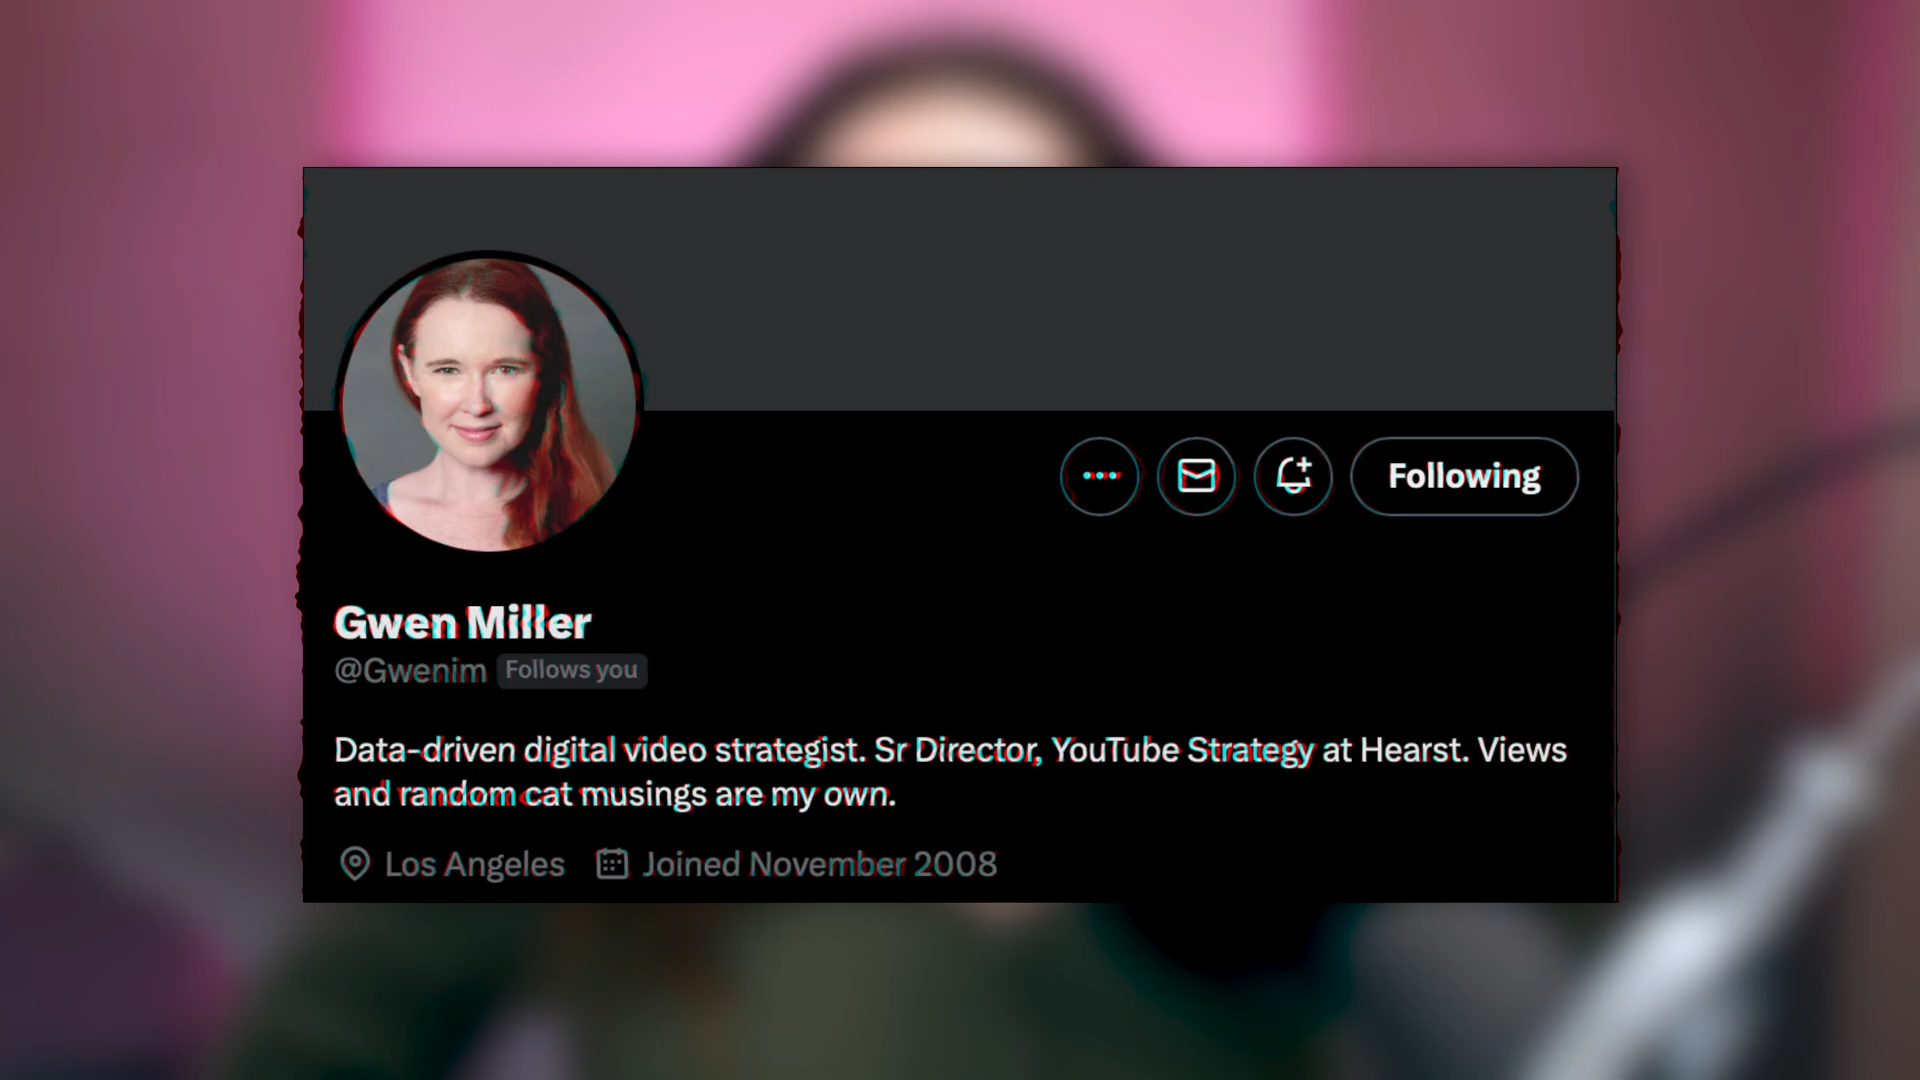 Following
Gwen Miller
@Gwenim Follows you
Data-driven digital video strategist. Sr Director, YouTube Strategy at Hearst. Views
and random cat musings are my own.
Los Angeles Joined November 2008